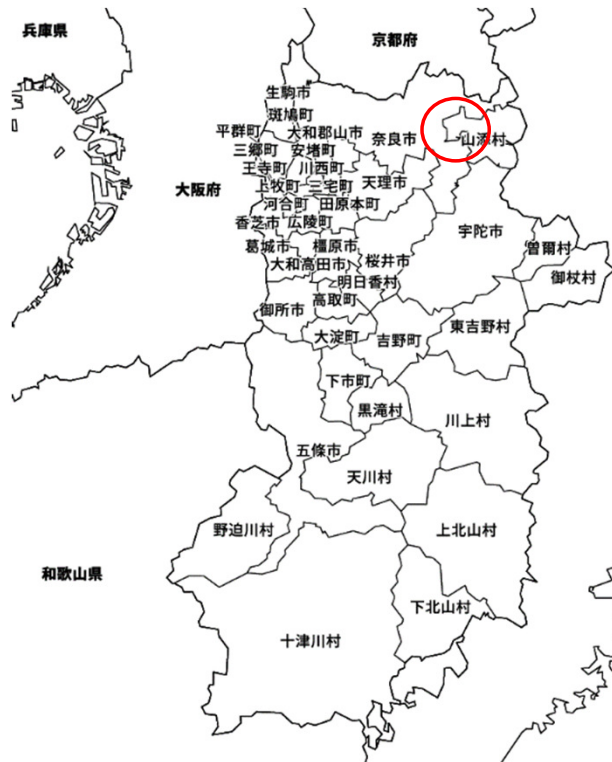 兵庫県
京都府
生駒市
斑鳩町
平群町
大和郡山市
奈良市
山添村
三郷町
安堵町
王寺町
川西町
大阪府
上牧町
三宅町
天理市
河合町
田原本町
香芝市
広陵町
宇陀市
葛城市
橿原市
曽爾村
大和高田市
桜井市
御杖村
明日香村
御所市
高取町
大淀町
吉野町
東吉野村
下市町
黒滝村
川上村
五條市
天川村
野迫川村
上北山村
和歌山県
下北山村
十津川村